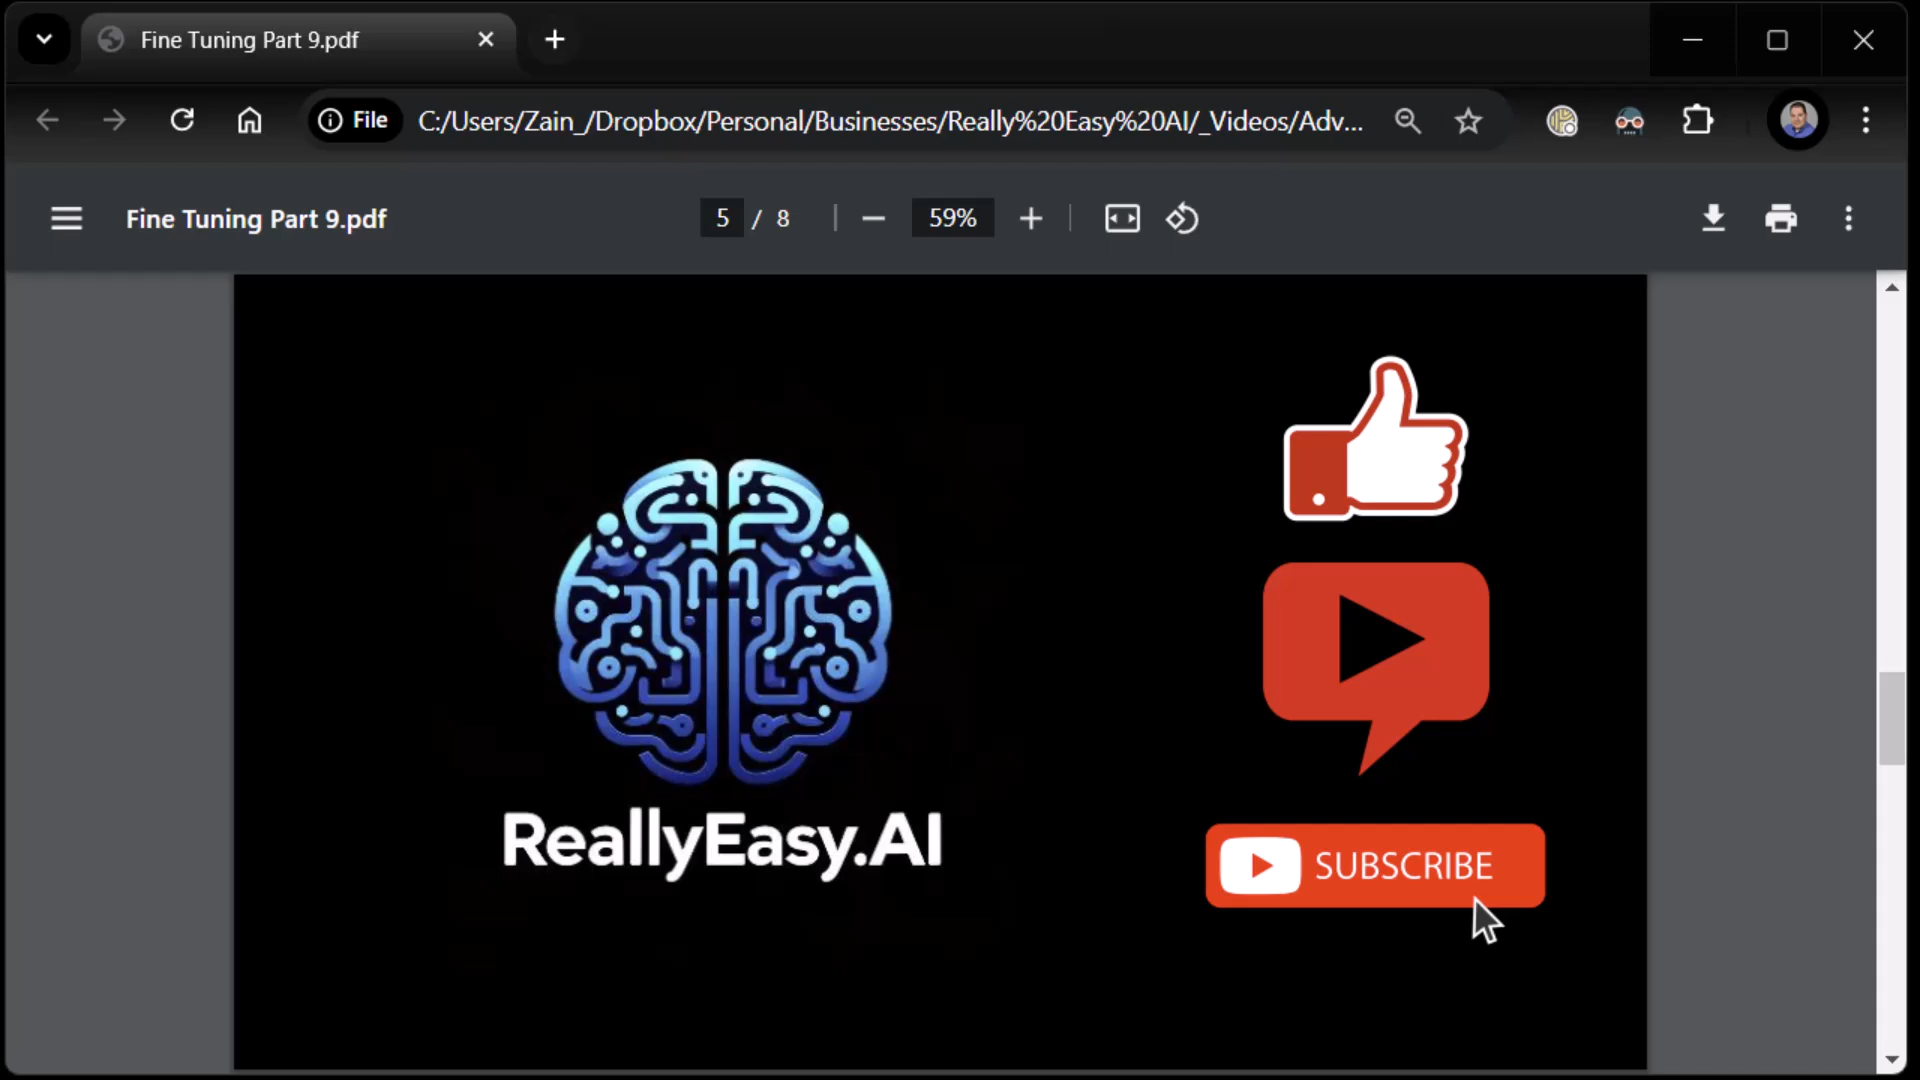 Fine Tuning Part 9.pdf
File
C:/Users/Zain_/Dropbox/Personal/Businesses/Really%20Easy%20AI/_Videos/Adv...
Fine Tuning Part 9.pdf
5 / 8
59%
ReallyEasy.AI
SUBSCRIBE